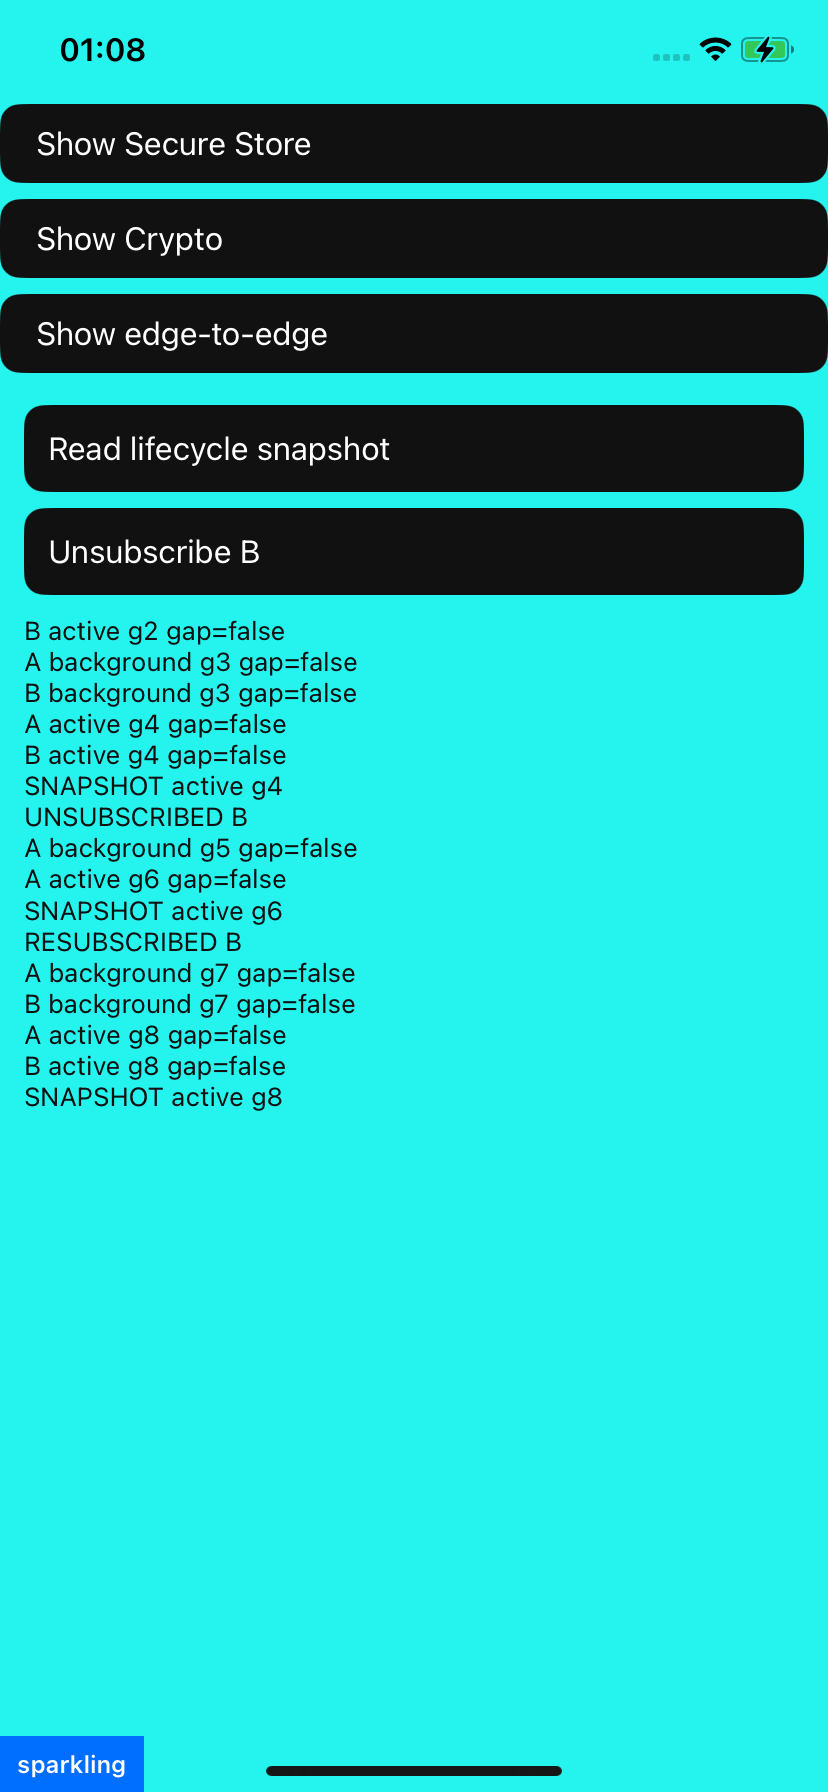 01:08
Show Secure Store
Show Crypto
Show edge-to-edge
Read lifecycle snapshot
Unsubscribe B
B active g2 gap=false
A background g3 gap=false
B background g3 gap=false
A active g4 gap=false
B active g4 gap=false
SNAPSHOT active g4
UNSUBSCRIBED B
A background g5 gap=false
A active g6 gap=false
SNAPSHOT active g6
RESUBSCRIBED B
A background g7 gap=false
B background g7 gap=false
A active g8 gap=false
B active g8 gap=false
SNAPSHOT active g8
sparkling